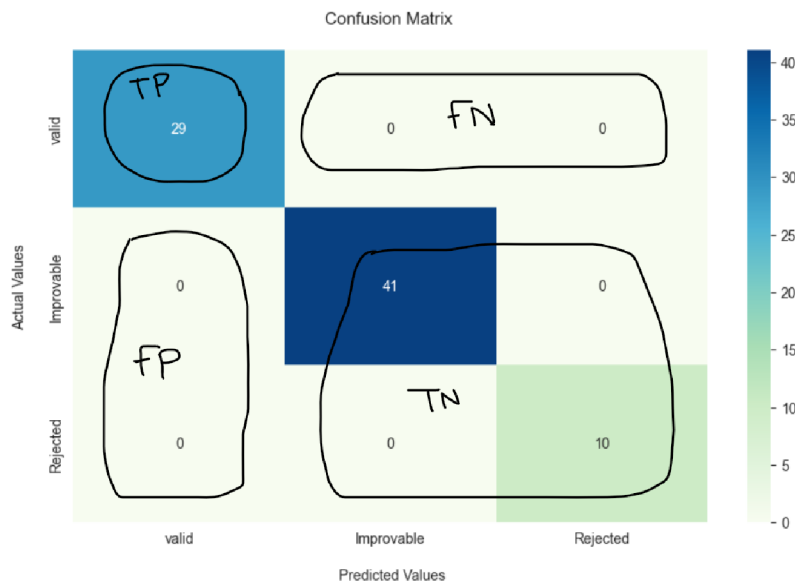 Confusion Matrix
TP
FN
valid
29
0
0
40
35
30
25
20
15
10
5
0
Actual Values
Improvable
0
41
0
FP
TN
Rejected
0
0
10
valid
Improvable
Rejected
Predicted Values